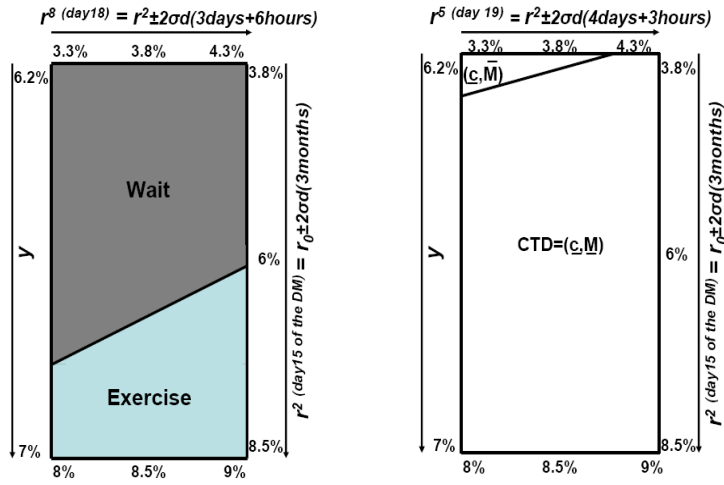 r⁸ (day18) = r²±2σd(3days+6hours)
3.3% 3.8% 4.3%
6.2% 3.8%
Wait
y
6%
r² (day15 of the DM) = r₀±2σd(3months)
Exercise
7% 8.5%
8% 8.5% 9%
r⁵ (day 19) = r²±2σd(4days+3hours)
3.3% 3.8% 4.3%
6.2% 3.8%
(c̲,M̅)
CTD=(c̲,M̲)
y
6%
r² (day15 of the DM) = r₀±2σd(3months)
7% 8.5%
8% 8.5% 9%